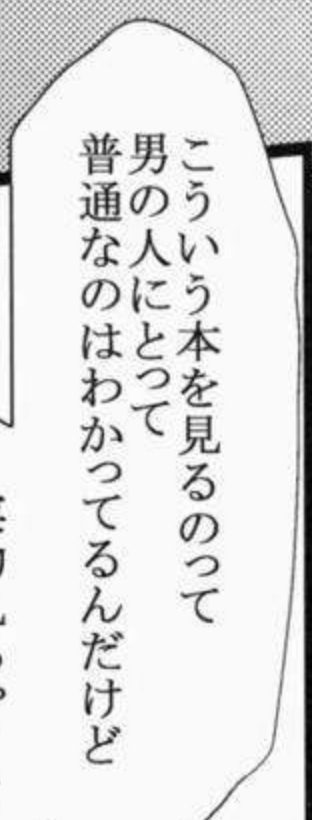 こういう本を見るのって
男の人にとって
普通なのはわかってるんだけど